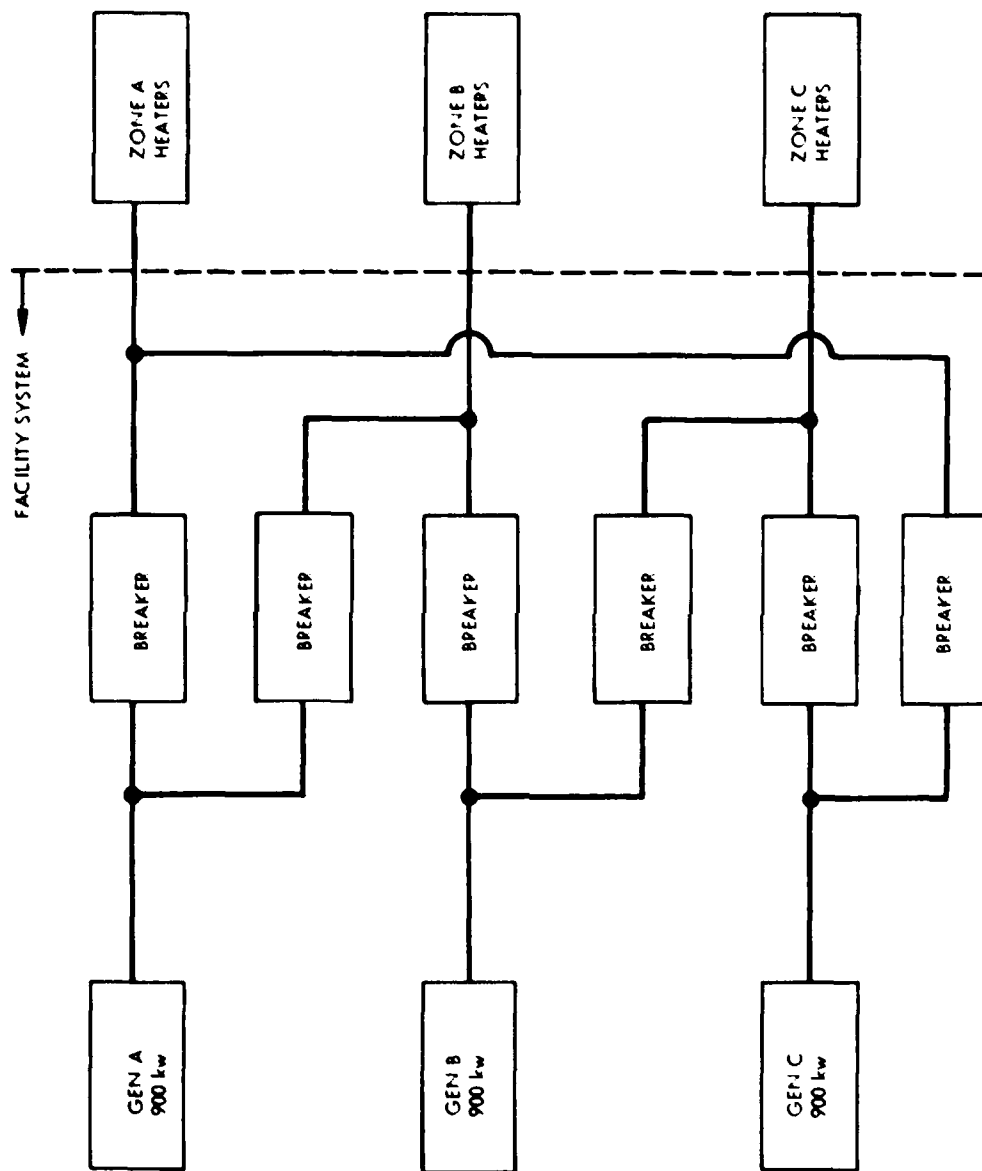 FACILITY SYSTEM
GEN A
900 kw
BREAKER
BREAKER
ZONE A
HEATERS
GEN B
900 kw
BREAKER
BREAKER
ZONE B
HEATERS
GEN C
900 kw
BREAKER
BREAKER
ZONE C
HEATERS